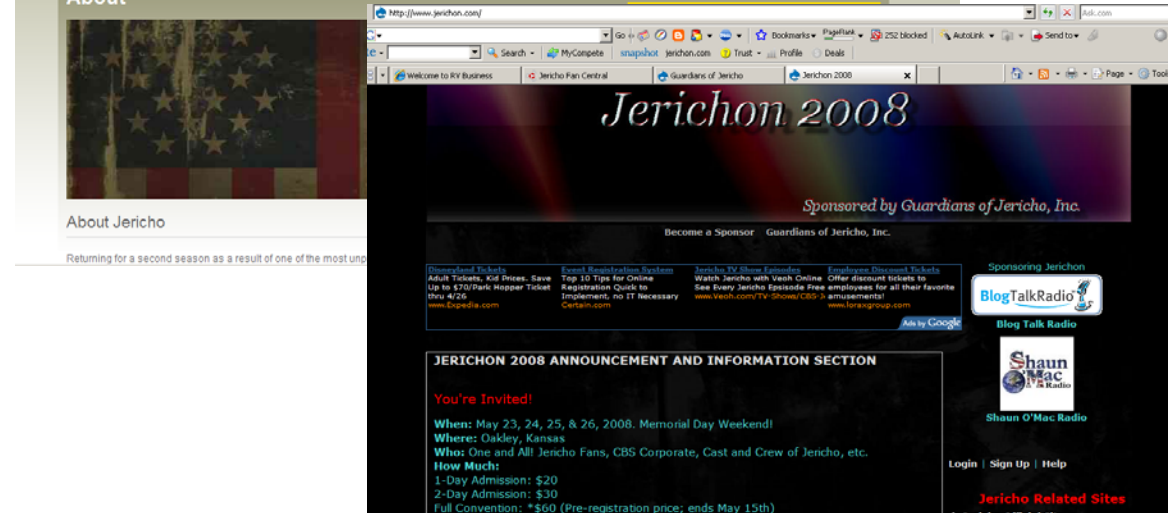 About
About Jericho
Returning for a second season as a result of one of the most unp
http://www.jerichon.com/
Ask.com
Go
Bookmarks
PageRank
252 blocked
AutoLink
Send to
Search
MyCompete
snapshot
jerichon.com
Trust
Profile
Deals
Welcome to RV Business
Jericho Fan Central
Guardians of Jericho
Jerichon 2008
Page
Tool
Jerichon 2008
Sponsored by Guardians of Jericho, Inc.
Become a Sponsor Guardians of Jericho, Inc.
Disneyland Tickets
Adult Tickets, Kid Prices. Save
Up to $70/Park Hopper Ticket
thru 4/26
www.Expedia.com
Event Registration System
Top 10 Tips for Online
Registration Quick to
Implement, no IT Necessary
Certain.com
Jericho TV Show Episodes
Watch Jericho with Veoh Online
See Every Jericho Epsisode Free
www.Veoh.com/TV-Shows/CBS-J
Employee Discount Tickets
Offer discount tickets to
employees for all their favorite
amusements!
www.loraxgroup.com
Ads by Google
Sponsoring Jerichon
BlogTalkRadio
Blog Talk Radio
Shaun
O'Mac
Radio
Shaun O'Mac Radio
Login | Sign Up | Help
Jericho Related Sites
JERICHON 2008 ANNOUNCEMENT AND INFORMATION SECTION
You're Invited!
When: May 23, 24, 25, & 26, 2008. Memorial Day Weekend!
Where: Oakley, Kansas
Who: One and All! Jericho Fans, CBS Corporate, Cast and Crew of Jericho, etc.
How Much:
1-Day Admission: $20
2-Day Admission: $30
Full Convention: *$60 (Pre-registration price; ends May 15th)